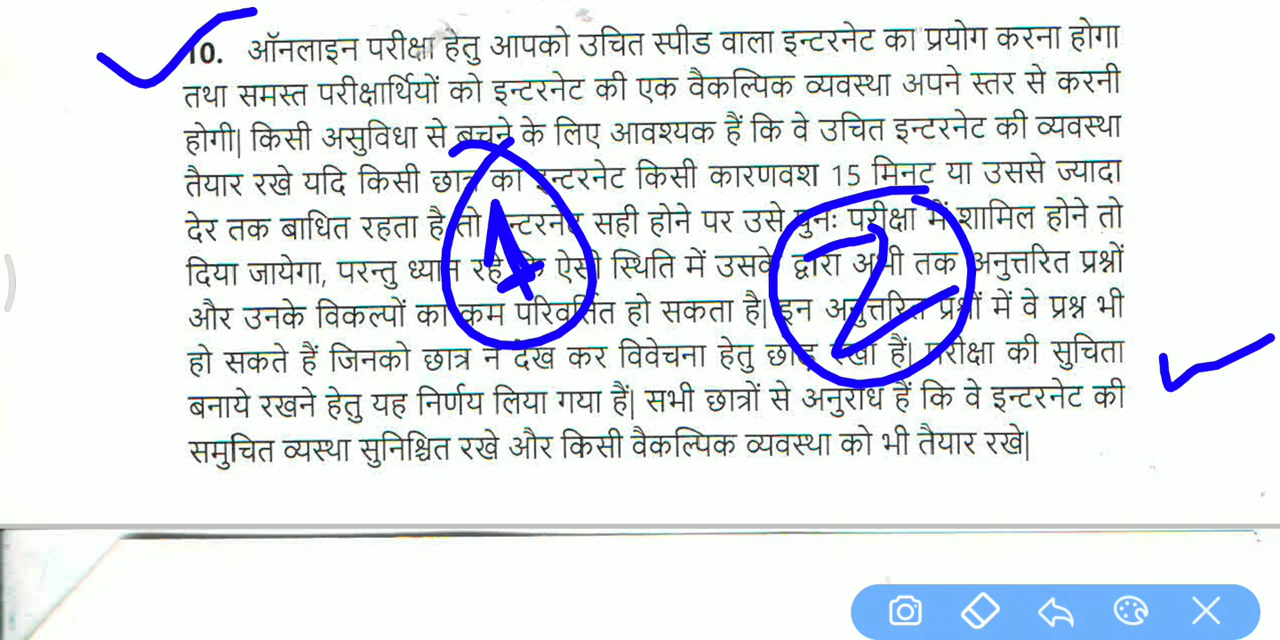 10. ऑनलाइन परीक्षा हेतु आपको उचित स्पीड वाला इन्टरनेट का प्रयोग करना होगा
तथा समस्त परीक्षार्थियों को इन्टरनेट की एक वैकल्पिक व्यवस्था अपने स्तर से करनी
होगी| किसी असुविधा से बचने के लिए आवश्यक हैं कि वे उचित इन्टरनेट की व्यवस्था
तैयार रखे यदि किसी छात्र का इन्टरनेट किसी कारणवश 15 मिनट या उससे ज्यादा
देर तक बाधित रहता है तो इन्टरनेट सही होने पर उसे पुनः परीक्षा में शामिल होने तो
दिया जायेगा, परन्तु ध्यान रहे कि ऐसी स्थिति में उसके द्वारा अभी तक अनुत्तरित प्रश्नों
और उनके विकल्पों का क्रम परिवर्तित हो सकता है| इन अनुत्तरित प्रश्नों में वे प्रश्न भी
हो सकते हैं जिनको छात्र ने देख कर विवेचना हेतु छोड़ रखा हैं| परीक्षा की सुचिता
बनाये रखने हेतु यह निर्णय लिया गया हैं| सभी छात्रों से अनुरोध हैं कि वे इन्टरनेट की
समुचित व्यस्था सुनिश्चित रखे और किसी वैकल्पिक व्यवस्था को भी तैयार रखे|
1
2